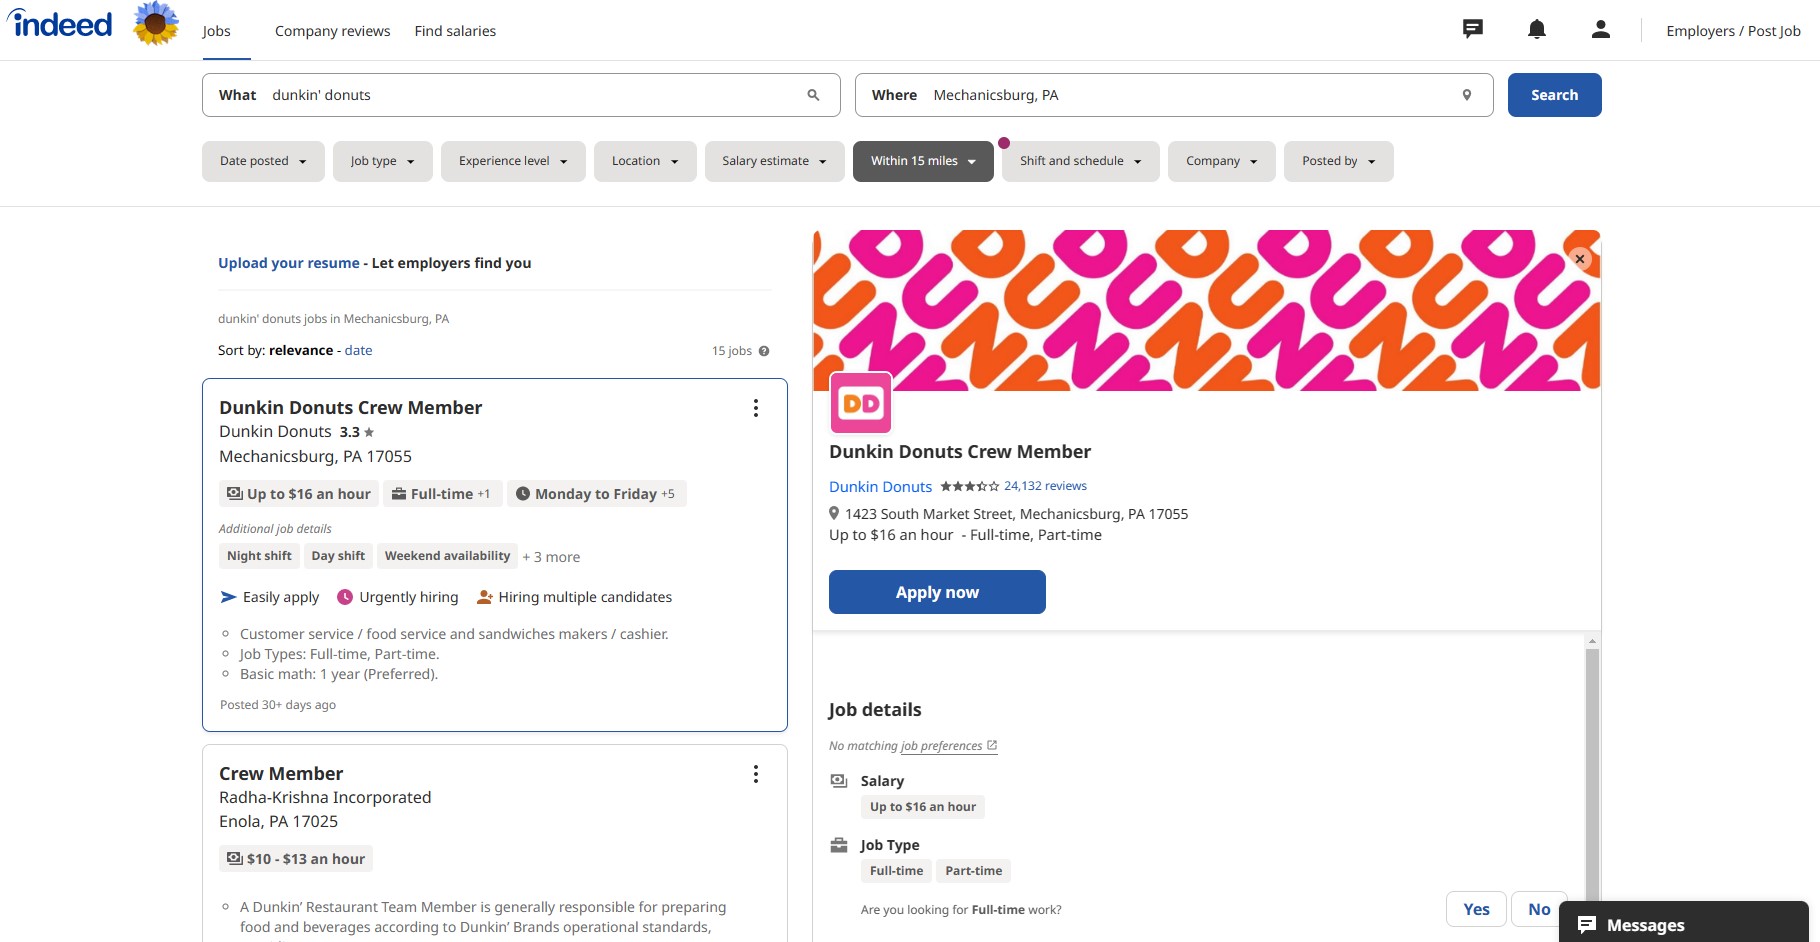 indeed
Jobs
Company reviews
Find salaries
Employers / Post Job
What dunkin' donuts
Where Mechanicsburg, PA
Search
Date posted
Job type
Experience level
Location
Salary estimate
Within 15 miles
Shift and schedule
Company
Posted by
Upload your resume - Let employers find you
dunkin' donuts jobs in Mechanicsburg, PA
Sort by: relevance - date
15 jobs
Dunkin Donuts Crew Member
Dunkin Donuts 3.3
Mechanicsburg, PA 17055
Up to $16 an hour
Full-time +1
Monday to Friday +5
Additional job details
Night shift
Day shift
Weekend availability
+ 3 more
Easily apply
Urgently hiring
Hiring multiple candidates
Customer service / food service and sandwiches makers / cashier.
Job Types: Full-time, Part-time.
Basic math: 1 year (Preferred).
Posted 30+ days ago
Crew Member
Radha-Krishna Incorporated
Enola, PA 17025
$10 - $13 an hour
A Dunkin' Restaurant Team Member is generally responsible for preparing
food and beverages according to Dunkin' Brands operational standards,
DD
Dunkin Donuts Crew Member
Dunkin Donuts 24,132 reviews
1423 South Market Street, Mechanicsburg, PA 17055
Up to $16 an hour - Full-time, Part-time
Apply now
Job details
No matching job preferences
Salary
Up to $16 an hour
Job Type
Full-time
Part-time
Are you looking for Full-time work?
Yes
No
Messages